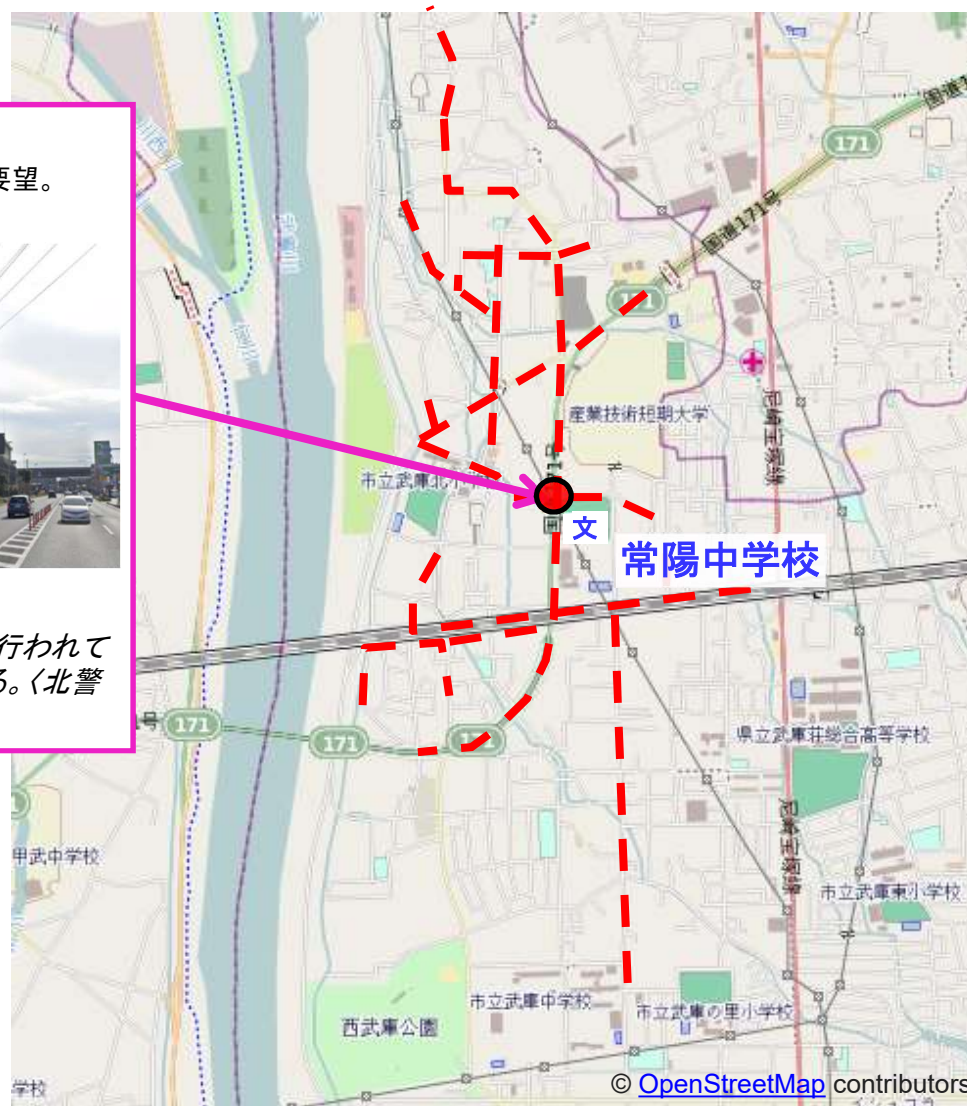 要望。
行われて
る。〈北警
国道171号
171
171
産業技術短期大学
尼崎宝塚線
市立武庫北小学
文
常陽中学校
号
171
171
171
県立武庫荘総合高等学校
尼崎宝塚線
甲武中学校
市立武庫東小学校
市立武庫中学校
市立武庫の里小学校
西武庫公園
学校
© OpenStreetMap contributors